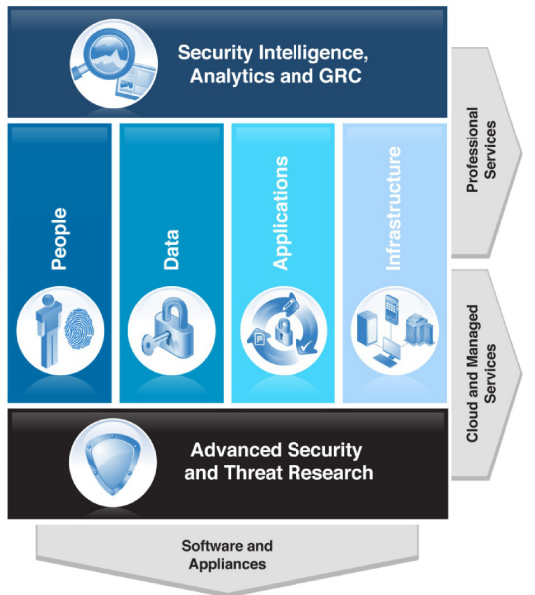 Security Intelligence,
Analytics and GRC
People
Data
Applications
Infrastructure
Advanced Security
and Threat Research
Software and
Appliances
Professional
Services
Cloud and Managed
Services